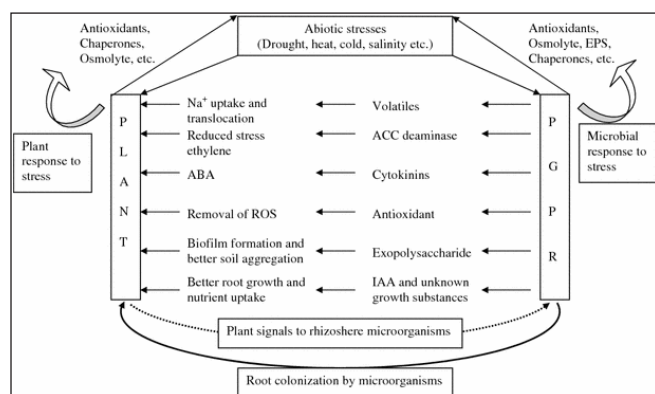 Antioxidants,
Chaperones,
Osmolyte, etc.
Abiotic stresses
(Drought, heat, cold, salinity etc.)
Antioxidants,
Osmolyte, EPS,
Chaperones, etc.
Plant
response to
stress
P
L
A
N
T
Na+ uptake and
translocation
Volatiles
Reduced stress
ethylene
ACC deaminase
ABA
Cytokinins
Removal of ROS
Antioxidant
Biofilm formation and
better soil aggregation
Exopolysaccharide
Better root growth and
nutrient uptake
IAA and unknown
growth substances
P
G
P
R
Microbial
response to
stress
Plant signals to rhizoshere microorganisms
Root colonization by microorganisms